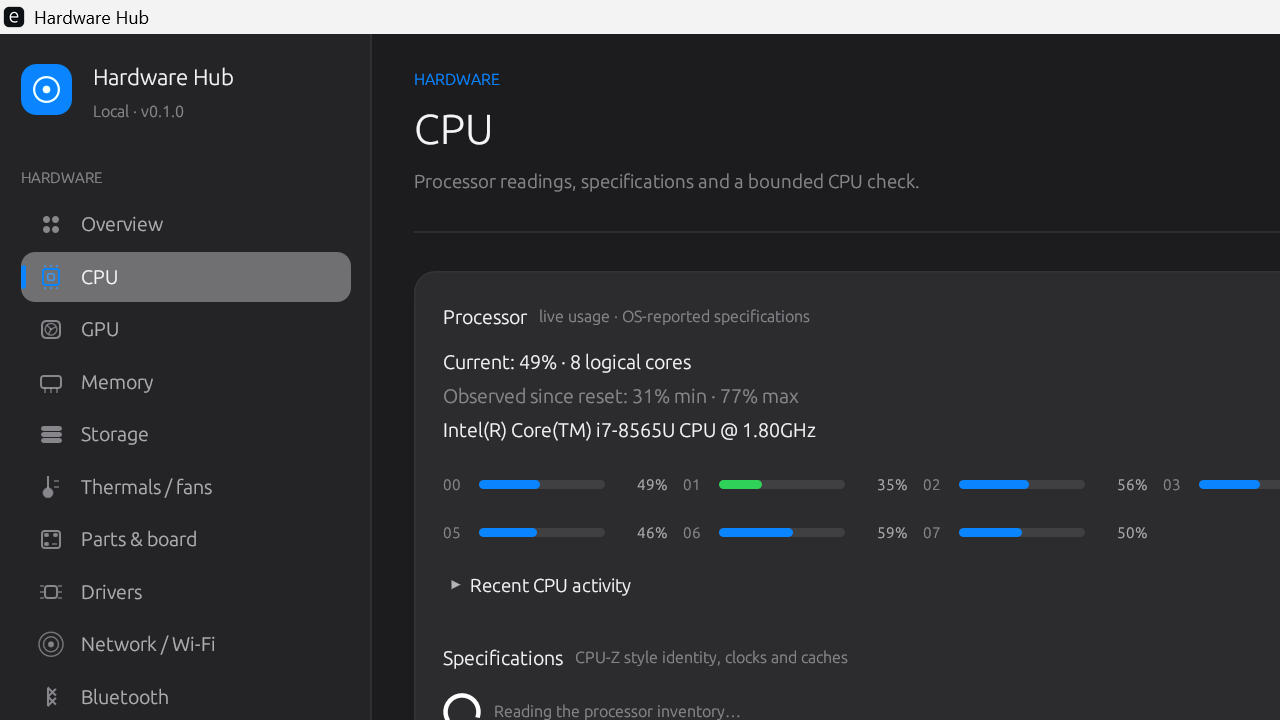 Hardware Hub
Hardware Hub
Local · v0.1.0
HARDWARE
Overview
CPU
GPU
Memory
Storage
Thermals / fans
Parts & board
Drivers
Network / Wi-Fi
Bluetooth
HARDWARE
CPU
Processor readings, specifications and a bounded CPU check.
Processor live usage · OS-reported specifications
Current: 49% · 8 logical cores
Observed since reset: 31% min · 77% max
Intel(R) Core(TM) i7-8565U CPU @ 1.80GHz
00 49% 01 35% 02 56% 03
05 46% 06 59% 07 50%
Recent CPU activity
Specifications CPU-Z style identity, clocks and caches
Reading the processor inventory…